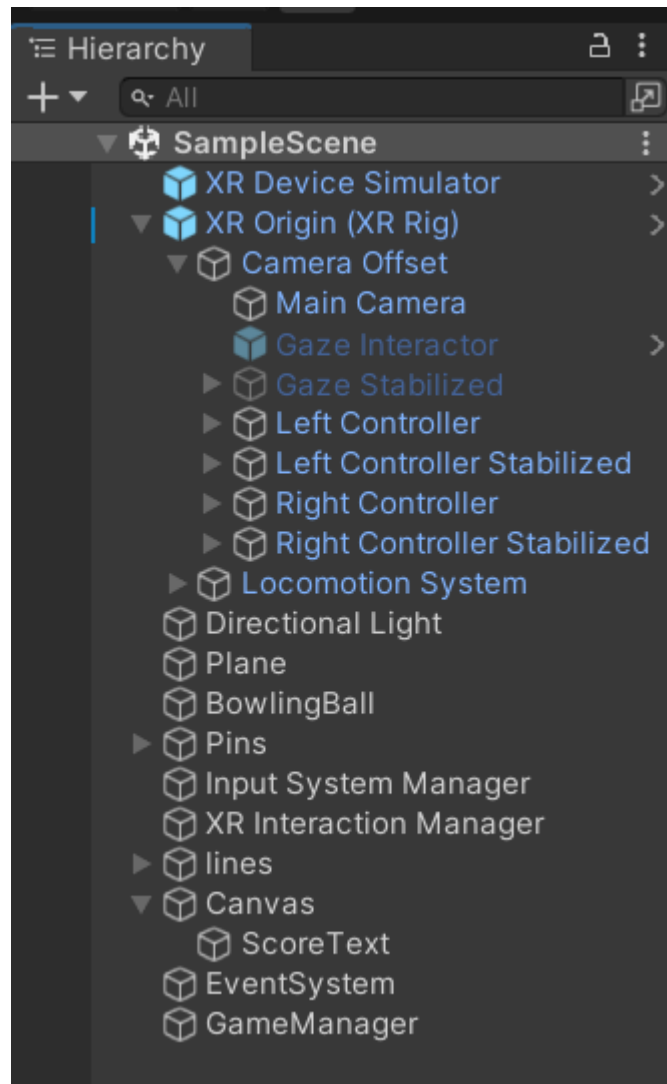 Hierarchy
All
SampleScene
XR Device Simulator
XR Origin (XR Rig)
Camera Offset
Main Camera
Gaze Interactor
Gaze Stabilized
Left Controller
Left Controller Stabilized
Right Controller
Right Controller Stabilized
Locomotion System
Directional Light
Plane
BowlingBall
Pins
Input System Manager
XR Interaction Manager
lines
Canvas
ScoreText
EventSystem
GameManager